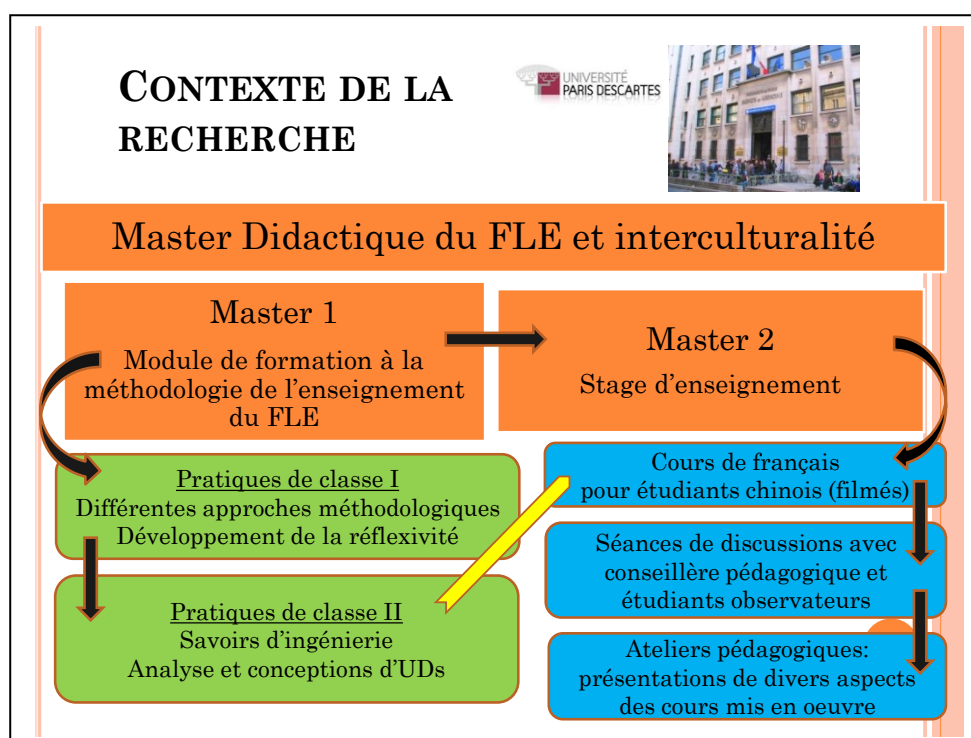 CONTEXTE DE LA
RECHERCHE
UNIVERSITÉ
PARIS DESCARTES
Master Didactique du FLE et interculturalité
Master 1
Module de formation à la
méthodologie de l'enseignement
du FLE
Master 2
Stage d'enseignement
Pratiques de classe I
Différentes approches méthodologiques
Développement de la réflexivité
Pratiques de classe II
Savoirs d'ingénierie
Analyse et conceptions d'UDs
Cours de français
pour étudiants chinois (filmés)
Séances de discussions avec
conseillère pédagogique et
étudiants observateurs
Ateliers pédagogiques:
présentations de divers aspects
des cours mis en oeuvre